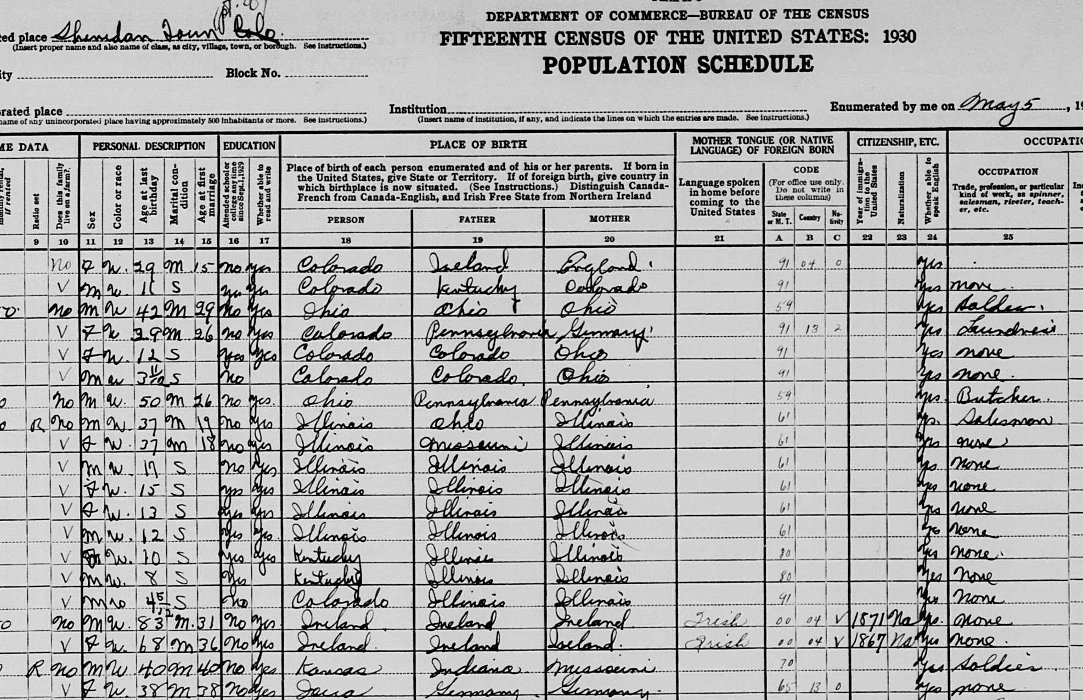 Sheridan Town Colo.
DEPARTMENT OF COMMERCE—BUREAU OF THE CENSUS
place
(Insert proper name and also name of class, as city, village, town, or borough. See instructions.)
FIFTEENTH CENSUS OF THE UNITED STATES: 1930
POPULATION SCHEDULE
Block No.
place
Institution
Enumerated by me on May 5, 19
name of any unincorporated place having approximately 500 inhabitants or more. See instructions.)
(Insert name of institution, if any, and indicate the lines on which the entries are made. See instructions.)
DATA PERSONAL DESCRIPTION EDUCATION PLACE OF BIRTH MOTHER TONGUE (OR NATIVE LANGUAGE) OF FOREIGN BORN CITIZENSHIP, ETC.
Radio set
Does this family live on a farm?
Sex
Color or race
Age at last birthday
Marital condition
Age at first marriage
Attended school or college any time since Sept. 1, 1929
Whether able to read and write
Place of birth of each person enumerated and of his or her parents. If born in
the United States, give State or Territory. If of foreign birth, give country in
which birthplace is now situated. (See Instructions.) Distinguish Canada-
French from Canada-English, and Irish Free State from Northern Ireland
PERSON FATHER MOTHER
Language spoken
in home before
coming to the
United States
CODE
(For office use only.
Do not write in
these columns)
State or M. T. Country Nativity
Year of immigration to the United States
Naturalization
Whether able to speak English
OCCUPATION
Trade, profession, or particular
kind of work, as spinner,
salesman, riveter, teach-
er, etc.
9 10 11 12 13 14 15 16 17 18 19 20 21 A B C 22 23 24 25
No F W. 29 M 15 no yes Colorado Ireland England 91 04 0 yes
V M W 11 S yes yes Colorado Kentucky Colorado 91 yes none
no M W 42 M 29 no yes Ohio Ohio Ohio 59 yes Soldier
V F W. 39 M 26 no yes Colorado Pennsylvania Germany 91 13 2 yes Laundress
V F W. 12 S yes yes Colorado Colorado Ohio 91 yes none
V M W 3 11/12 S no Colorado Colorado Ohio 91 yes none
No M W. 50 M 26 no yes. Ohio Pennsylvania Pennsylvania 59 yes. Butcher
R No M W. 37 M 19 no yes Illinois Ohio Illinois 61 yes. Salesman
V F W. 37 M 18 no yes Illinois Missouri Illinois 61 yes none
V M W. 17 S No Yes Illinois Illinois Illinois 61 yes None
V F W. 15 S yes yes Illinois Illinois Illinois 61 yes None
V F W. 13 S yes yes Illinois Illinois Illinois 61 yes none
V M W. 12 S yes yes Illinois Illinois Illinois 61 yes none
V W. 10 S yes yes Kentucky Illinois Illinois 80 yes None
V M W. 8 S yes Kentucky Illinois Illinois 80 yes None
V M 4 5/12 S no Colorado Illinois Illinois 91 yes None
no M W. 83 M. 31 No Yes Ireland Ireland Ireland Irish 00 04 V 1871 Na yes none
V F W. 68 M 36 No yes Ireland Ireland Ireland Irish 00 04 V 1867 Na yes none
R no M W 40 M 40 No yes Kansas Indiana Missouri 70 yes Soldier
V F W. 38 M 38 No yes Iowa Germany Germany 65 13 0 yes none